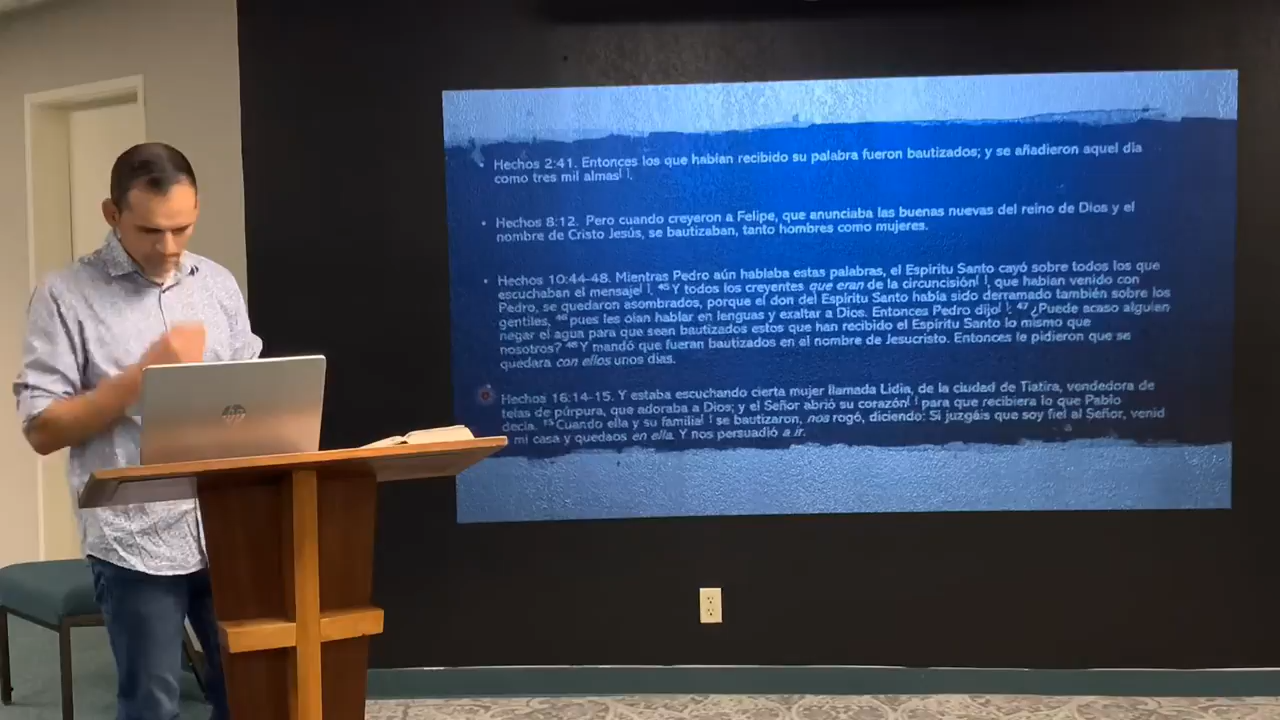 Hechos 2:41. Entonces los que habían recibido su palabra fueron bautizados; y se añadieron aquel día
como tres mil almas[ ].
Hechos 8:12. Pero cuando creyeron a Felipe, que anunciaba las buenas nuevas del reino de Dios y el
nombre de Cristo Jesús, se bautizaban, tanto hombres como mujeres.
Hechos 10:44-48. Mientras Pedro aún hablaba estas palabras, el Espíritu Santo cayó sobre todos los que
escuchaban el mensaje[ ]. 45 Y todos los creyentes que eran de la circuncisión[ ], que habían venido con
Pedro, se quedaron asombrados, porque el don del Espíritu Santo había sido derramado también sobre los
gentiles, 46 pues les oían hablar en lenguas y exaltar a Dios. Entonces Pedro dijo[ ]: 47 ¿Puede acaso alguien
negar el agua para que sean bautizados estos que han recibido el Espíritu Santo lo mismo que
nosotros? 48 Y mandó que fueran bautizados en el nombre de Jesucristo. Entonces le pidieron que se
quedara con ellos unos días.
Hechos 16:14-15. Y estaba escuchando cierta mujer llamada Lidia, de la ciudad de Tiatira, vendedora de
telas de púrpura, que adoraba a Dios; y el Señor abrió su corazón[ ] para que recibiera lo que Pablo
decía. 15 Cuando ella y su familia[ ] se bautizaron, nos rogó, diciendo: Si juzgáis que soy fiel al Señor, venid
mi casa y quedaos en ella. Y nos persuadió a ir.
hp